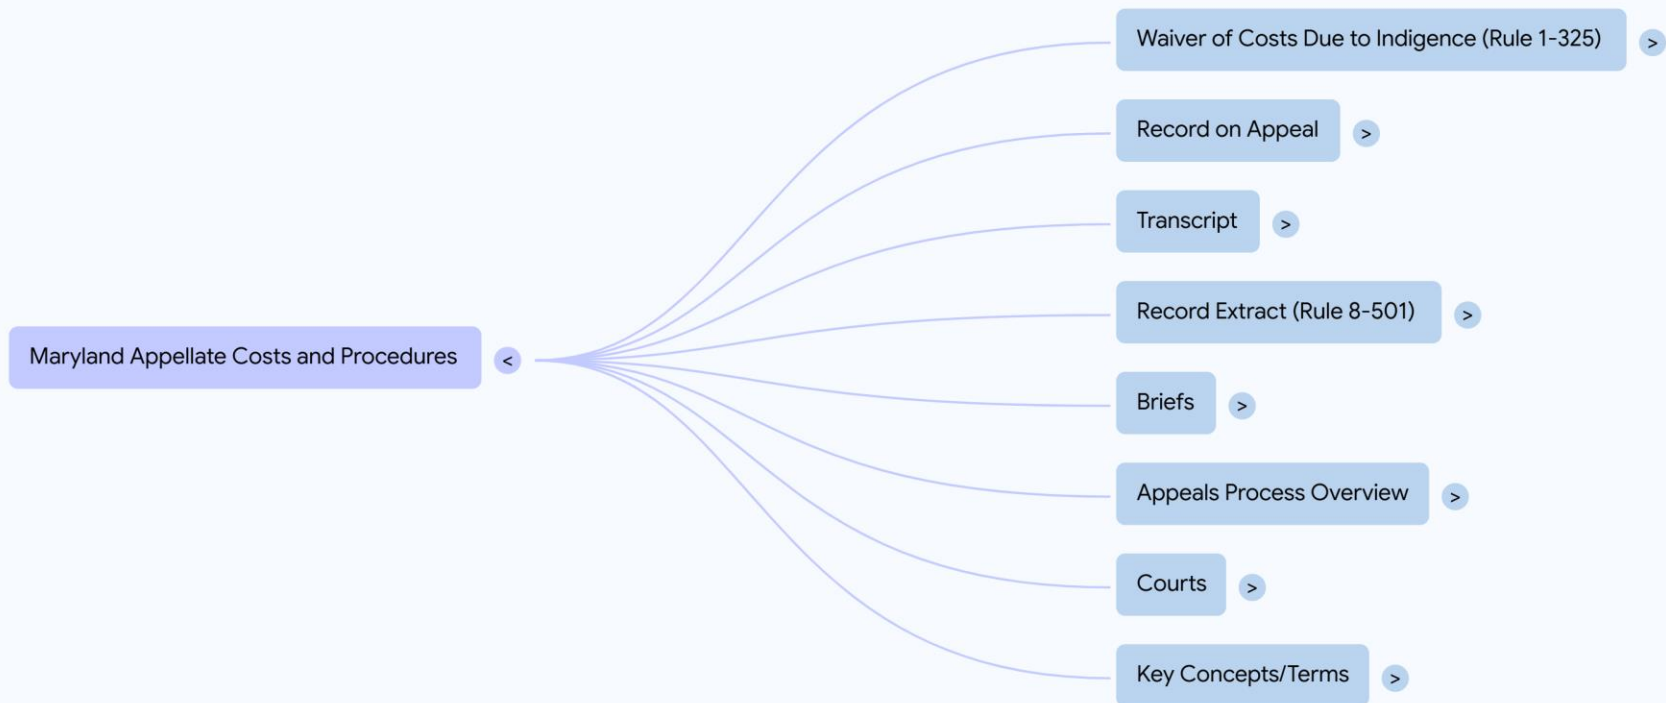 Maryland Appellate Costs and Procedures
<
Waiver of Costs Due to Indigence (Rule 1-325)
>
Record on Appeal
>
Transcript
>
Record Extract (Rule 8-501)
>
Briefs
>
Appeals Process Overview
>
Courts
>
Key Concepts/Terms
>